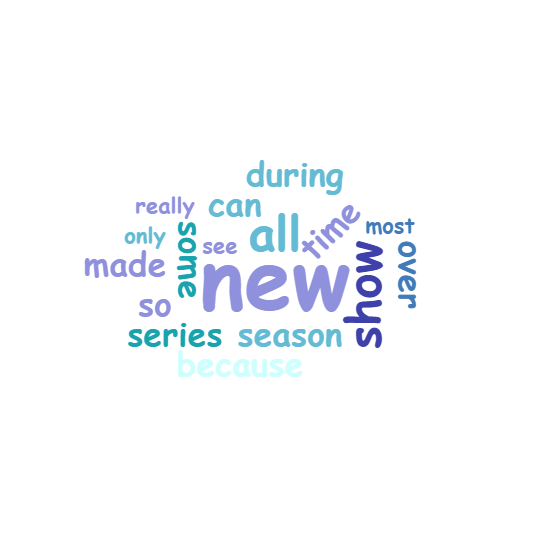 during
really
can
time
most
only
some
see
all
made
new
show
over
so
series
season
because